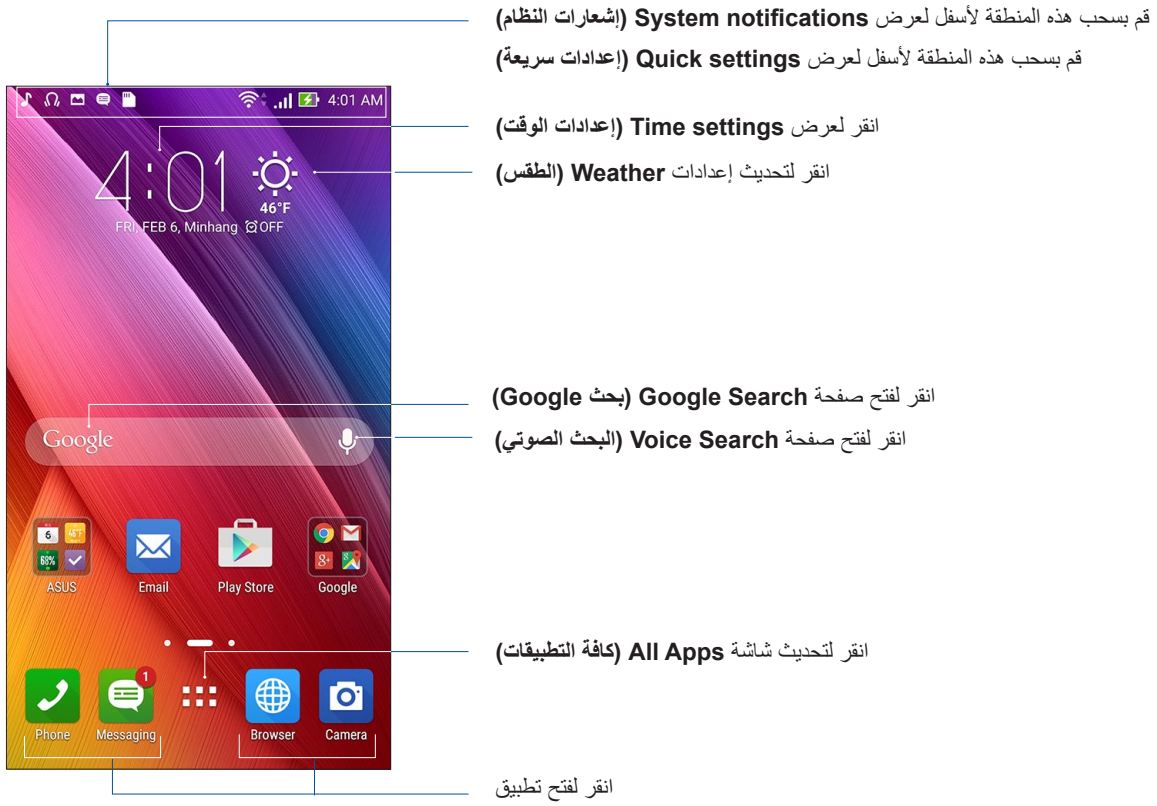 قم بسحب هذه المنطقة لأسفل لعرض System notifications (إشعارات النظام)
قم بسحب هذه المنطقة لأسفل لعرض Quick settings (إعدادات سريعة)
4:01 AM
انقر لعرض Time settings (إعدادات الوقت)
انقر لتحديث إعدادات Weather (الطقس)
4:01
46°F
FRI, FEB 6, Minhang OFF
انقر لفتح صفحة Google Search (بحث Google)
انقر لفتح صفحة Voice Search (البحث الصوتي)
Google
6
46°F
68%
8+
ASUS
Email
Play Store
Google
انقر لتحديث شاشة All Apps (كافة التطبيقات)
1
Phone
Messaging
Browser
Camera
انقر لفتح تطبيق